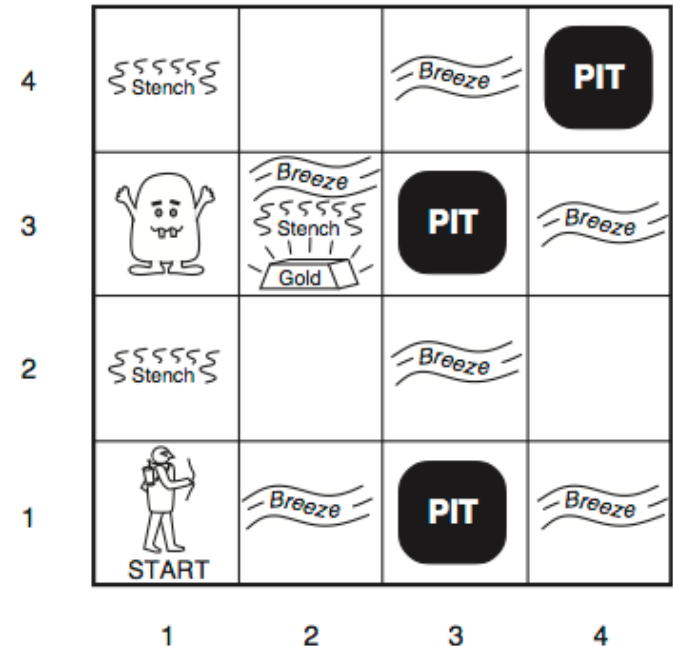 4
Stench
Breeze
PIT
3
Breeze
Stench
Gold
PIT
Breeze
2
Stench
Breeze
1
START
Breeze
PIT
Breeze
1 2 3 4